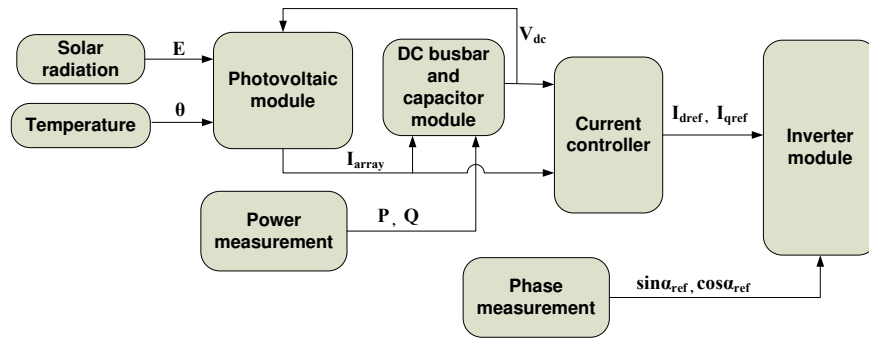 Solar
radiation
E
Temperature
θ
Photovoltaic
module
V_dc
DC busbar
and
capacitor
module
I_array
Current
controller
I_dref, I_qref
Inverter
module
Power
measurement
P, Q
Phase
measurement
sinα_ref, cosα_ref